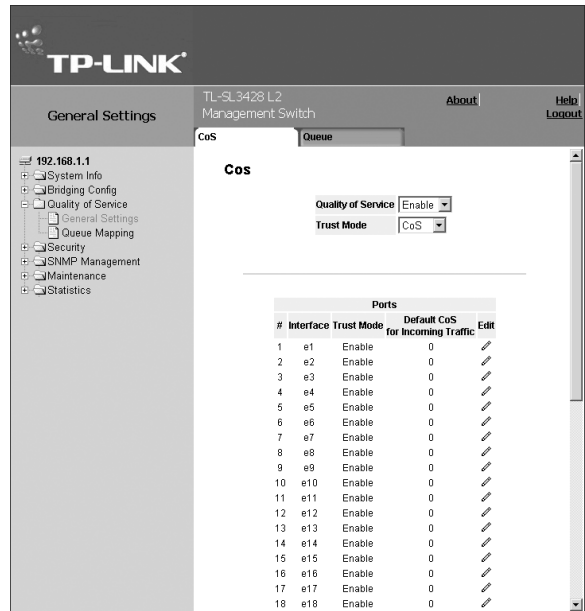 TP-LINK
General Settings
TL-SL3428 L2
Management Switch
About
Help
Logout
CoS
Queue
192.168.1.1
System Info
Bridging Config
Quality of Service
General Settings
Queue Mapping
Security
SNMP Management
Maintenance
Statistics
Cos
Quality of Service Enable
Trust Mode CoS
Ports
# Interface Trust Mode Default CoS for Incoming Traffic Edit
1 e1 Enable 0
2 e2 Enable 0
3 e3 Enable 0
4 e4 Enable 0
5 e5 Enable 0
6 e6 Enable 0
7 e7 Enable 0
8 e8 Enable 0
9 e9 Enable 0
10 e10 Enable 0
11 e11 Enable 0
12 e12 Enable 0
13 e13 Enable 0
14 e14 Enable 0
15 e15 Enable 0
16 e16 Enable 0
17 e17 Enable 0
18 e18 Enable 0